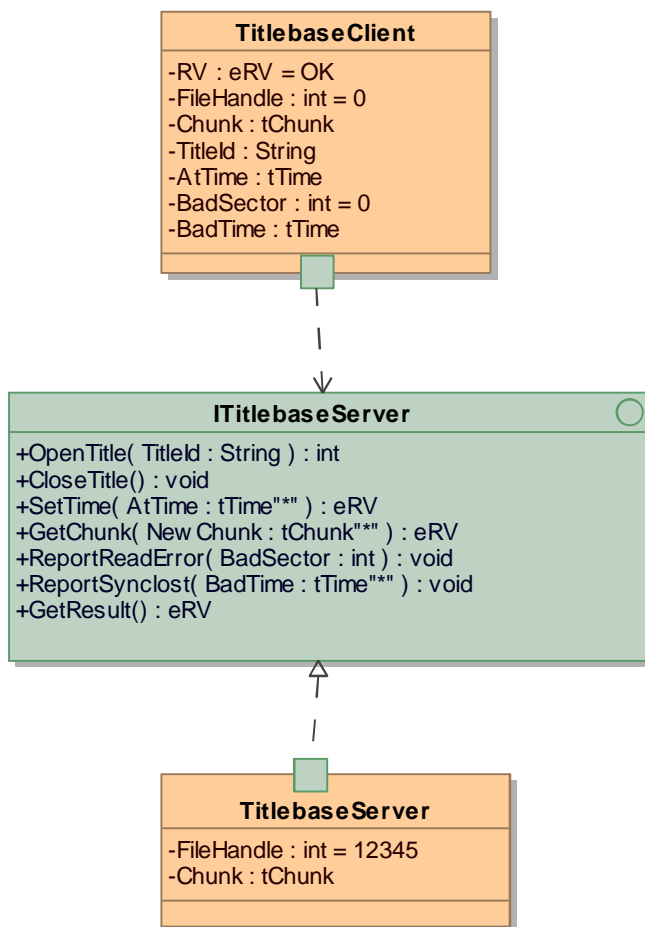 TitlebaseClient
-RV : eRV = OK
-FileHandle : int = 0
-Chunk : tChunk
-TitleId : String
-AtTime : tTime
-BadSector : int = 0
-BadTime : tTime
ITitlebaseServer
+OpenTitle( TitleId : String ) : int
+CloseTitle() : void
+SetTime( AtTime : tTime"*" ) : eRV
+GetChunk( New Chunk : tChunk"*" ) : eRV
+ReportReadError( BadSector : int ) : void
+ReportSynclost( BadTime : tTime"*" ) : void
+GetResult() : eRV
TitlebaseServer
-FileHandle : int = 12345
-Chunk : tChunk